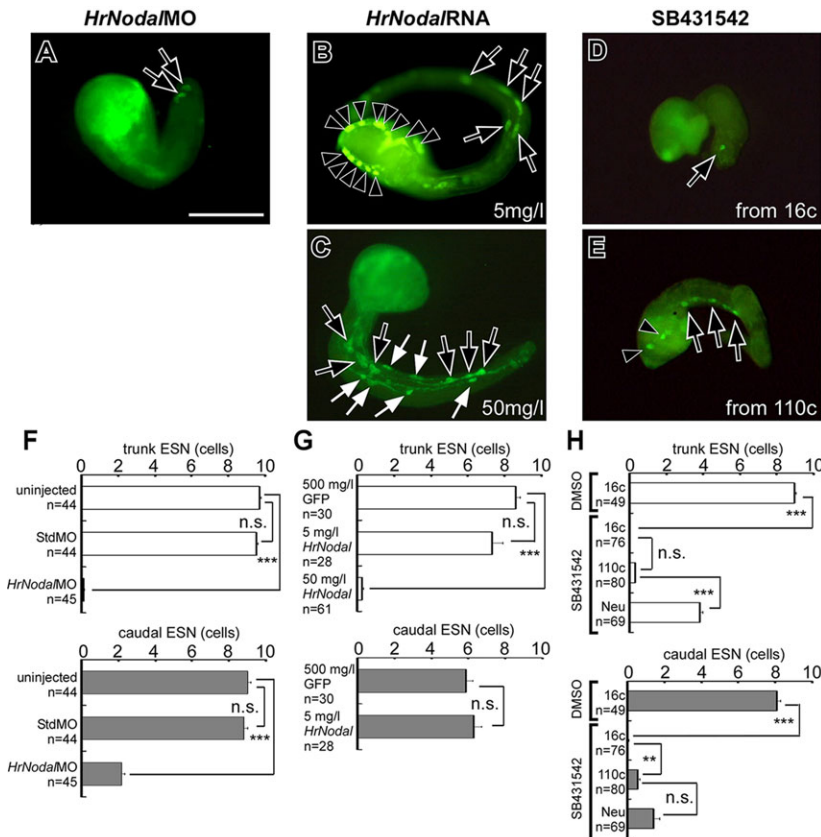 HrNodalMO
HrNodalRNA
SB431542
A
B
D
5mg/l
from 16c
C
E
50mg/l
from 110c
F
trunk ESN (cells)
0 2 4 6 8 10
uninjected
n=44
StdMO
n=44
HrNodalMO
n=45
n.s.
***
caudal ESN (cells)
0 2 4 6 8 10
uninjected
n=44
StdMO
n=44
HrNodalMO
n=45
n.s.
***
G
trunk ESN (cells)
0 2 4 6 8 10
500 mg/l
GFP
n=30
5 mg/l
HrNodal
n=28
50 mg/l
HrNodal
n=61
n.s.
***
caudal ESN (cells)
0 2 4 6 8 10
500 mg/l
GFP
n=30
5 mg/l
HrNodal
n=28
n.s.
H
trunk ESN (cells)
0 2 4 6 8 10
DMSO
16c
n=49
SB431542
16c
n=76
110c
n=80
Neu
n=69
***
n.s.
***
caudal ESN (cells)
0 2 4 6 8 10
DMSO
16c
n=49
SB431542
16c
n=76
110c
n=80
Neu
n=69
***
**
n.s.